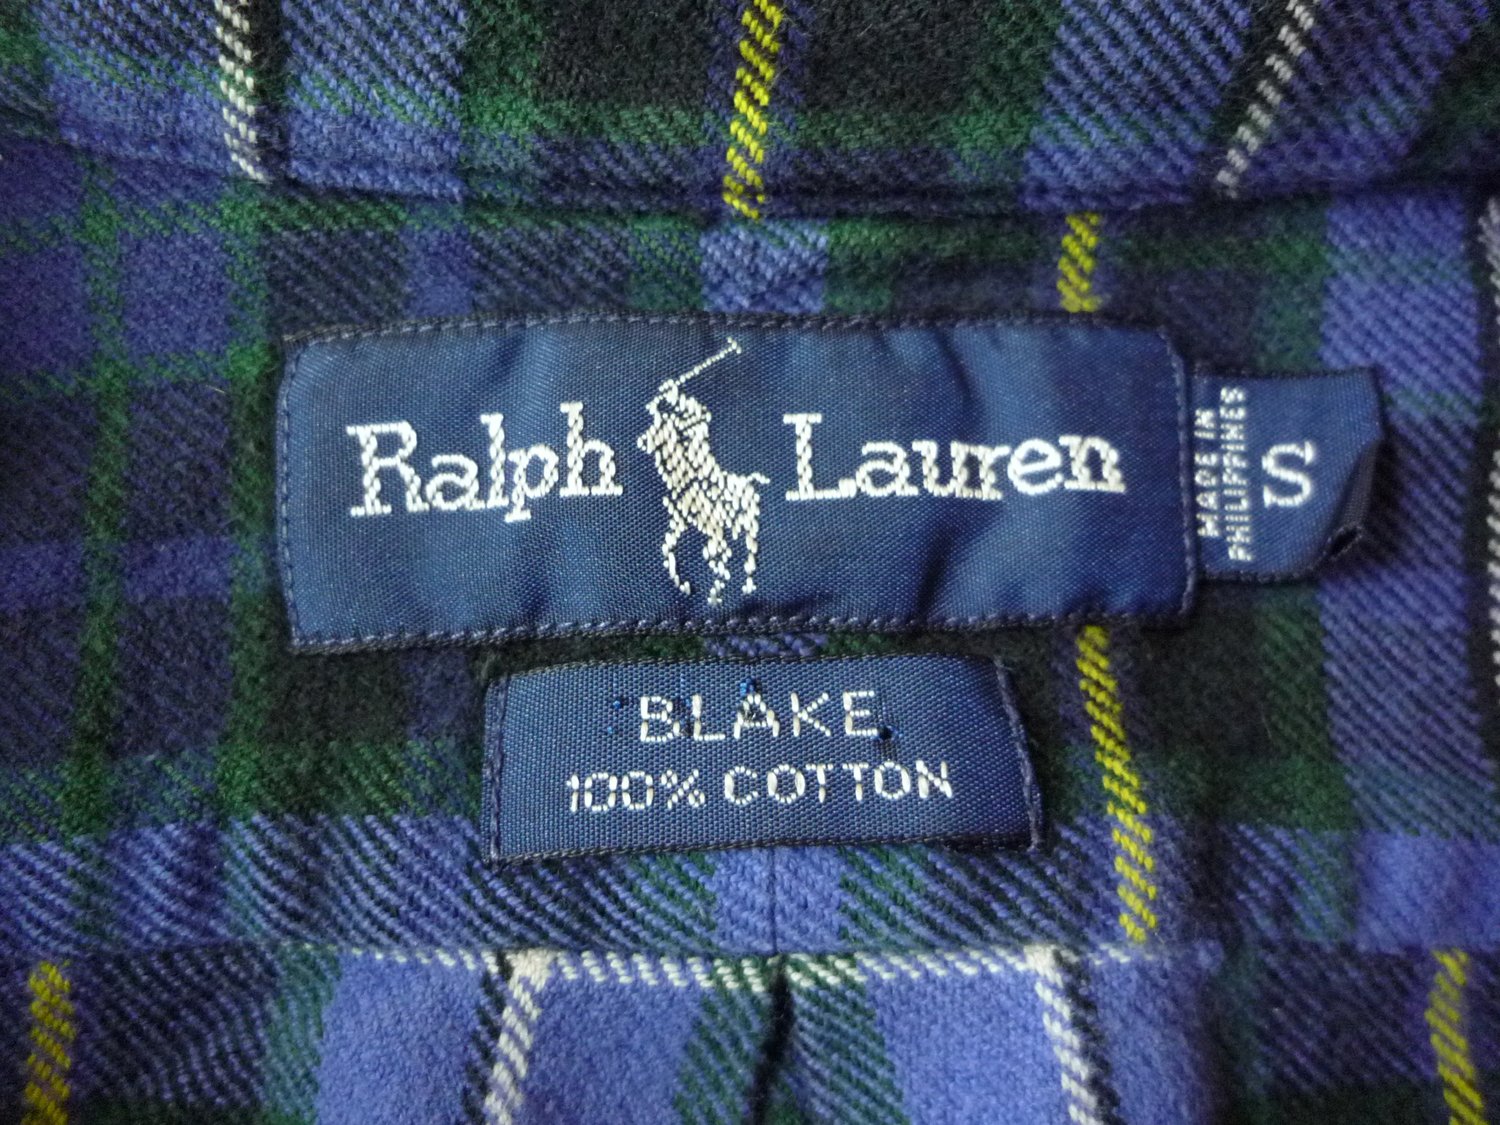 Ralph Lauren
MADE IN
PHILIPPINES
S
BLAKE
100% COTTON